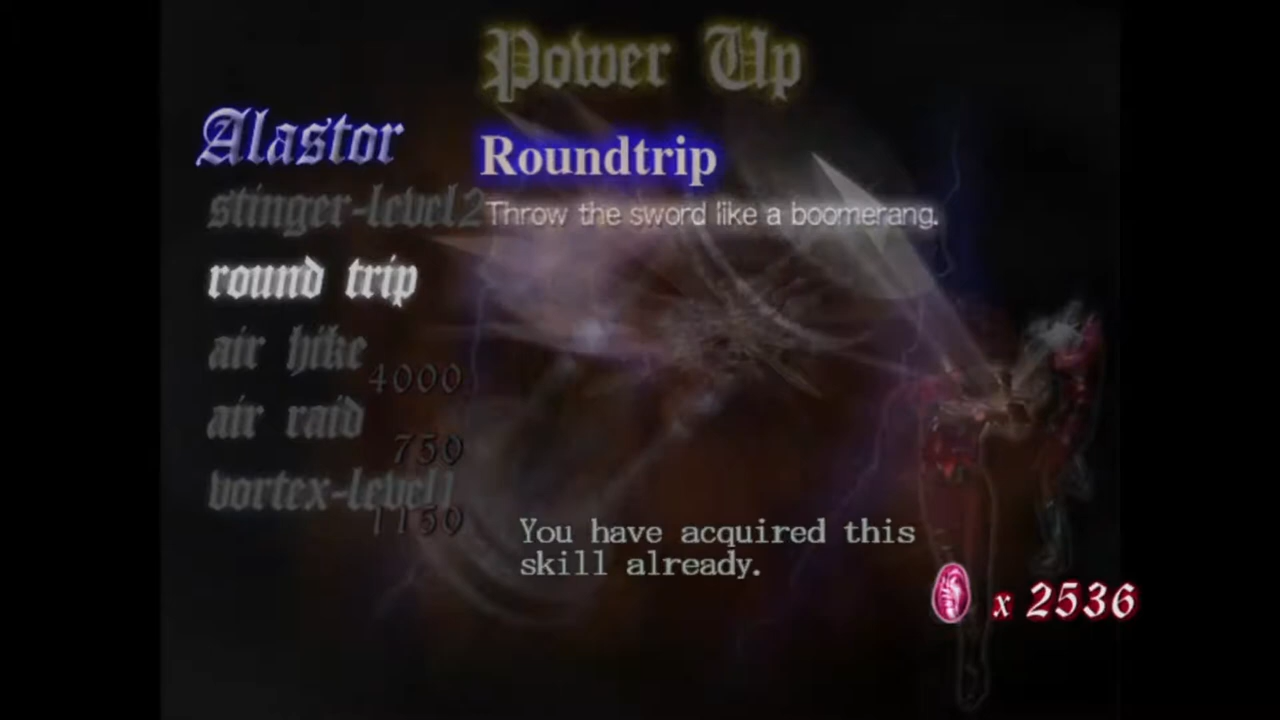 Power Up
Alastor
Roundtrip
stinger-level2
Throw the sword like a boomerang.
round trip
air hike
4000
air raid
750
vortex-level1
1150
You have acquired this
skill already.
x 2536